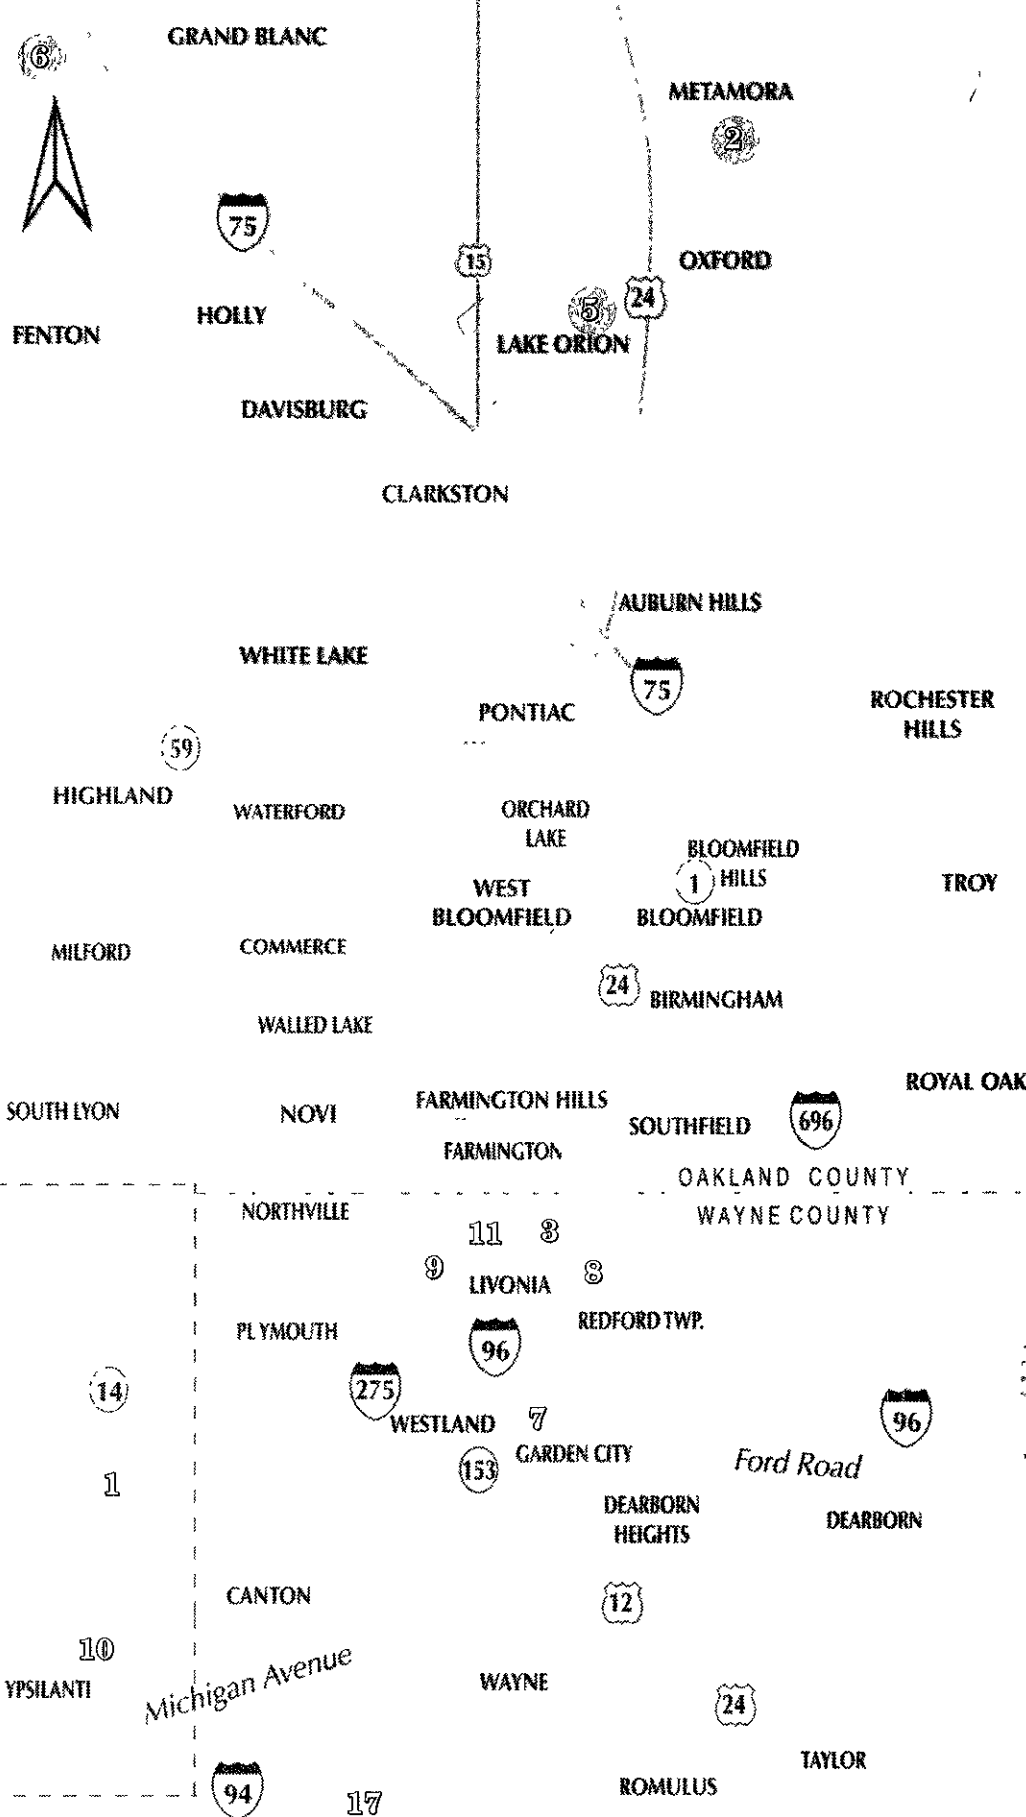 GRAND BLANC
6
METAMORA
2
75
15
OXFORD
24
5
HOLLY
FENTON
LAKE ORION
DAVISBURG
CLARKSTON
AUBURN HILLS
WHITE LAKE
75
ROCHESTER
HILLS
PONTIAC
59
HIGHLAND
WATERFORD
ORCHARD
LAKE
BLOOMFIELD
HILLS
1
TROY
WEST
BLOOMFIELD
BLOOMFIELD
MILFORD
COMMERCE
24
BIRMINGHAM
WALLED LAKE
ROYAL OAK
SOUTH LYON
NOVI
FARMINGTON HILLS
SOUTHFIELD
696
FARMINGTON
OAKLAND COUNTY
WAYNE COUNTY
NORTHVILLE
11
3
9
8
LIVONIA
REDFORD TWP.
PLYMOUTH
96
275
14
96
WESTLAND
7
GARDEN CITY
Ford Road
153
1
DEARBORN
HEIGHTS
DEARBORN
CANTON
12
10
YPSILANTI
Michigan Avenue
WAYNE
24
TAYLOR
94
ROMULUS
17